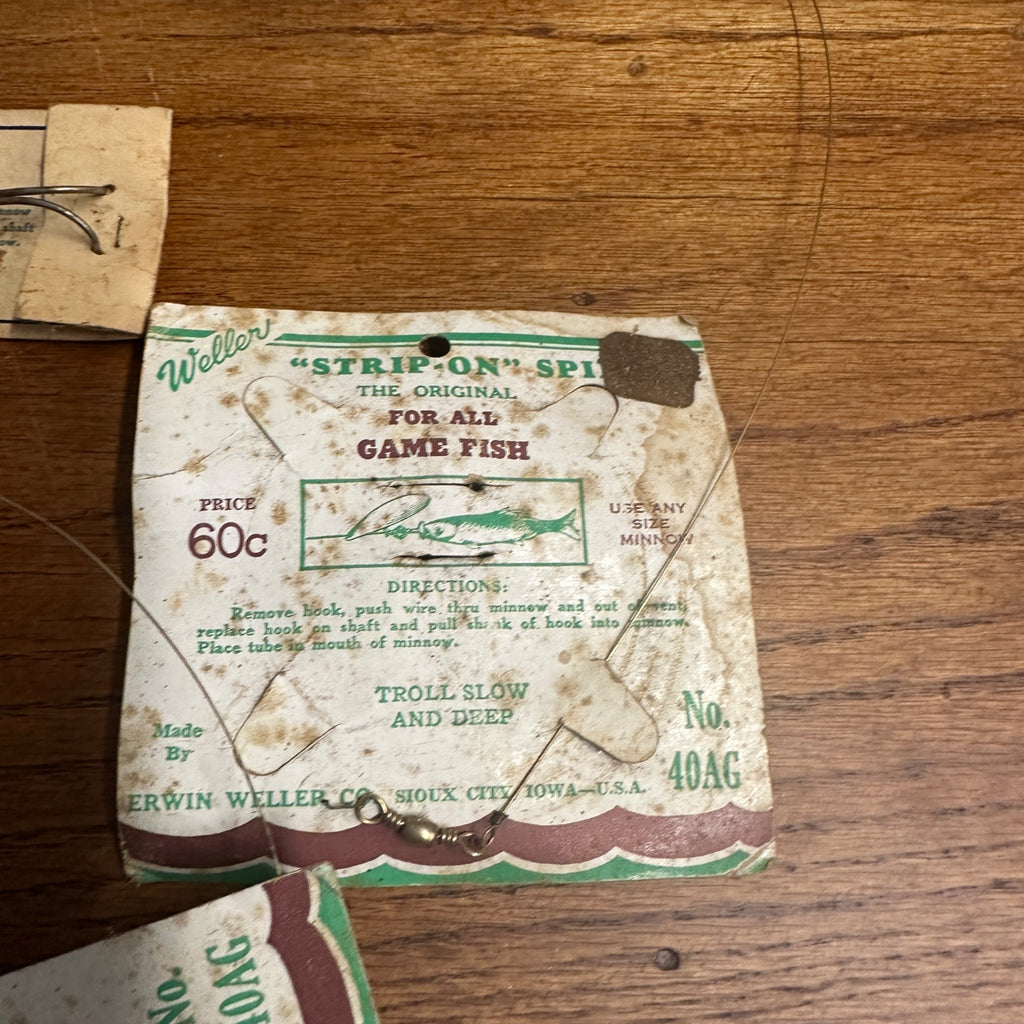 shaft
Weller
"STRIP-ON" SPI
THE ORIGINAL
FOR ALL
GAME FISH
PRICE
60c
USE ANY
SIZE
MINNOW
DIRECTIONS:
Remove hook, push wire thru minnow and out of vent,
replace hook on shaft and pull shank of hook into minnow.
Place tube in mouth of minnow.
TROLL SLOW
AND DEEP
Made
By
No.
40AG
ERWIN WELLER CO. SIOUX CITY, IOWA—U.S.A.
No.
40AG